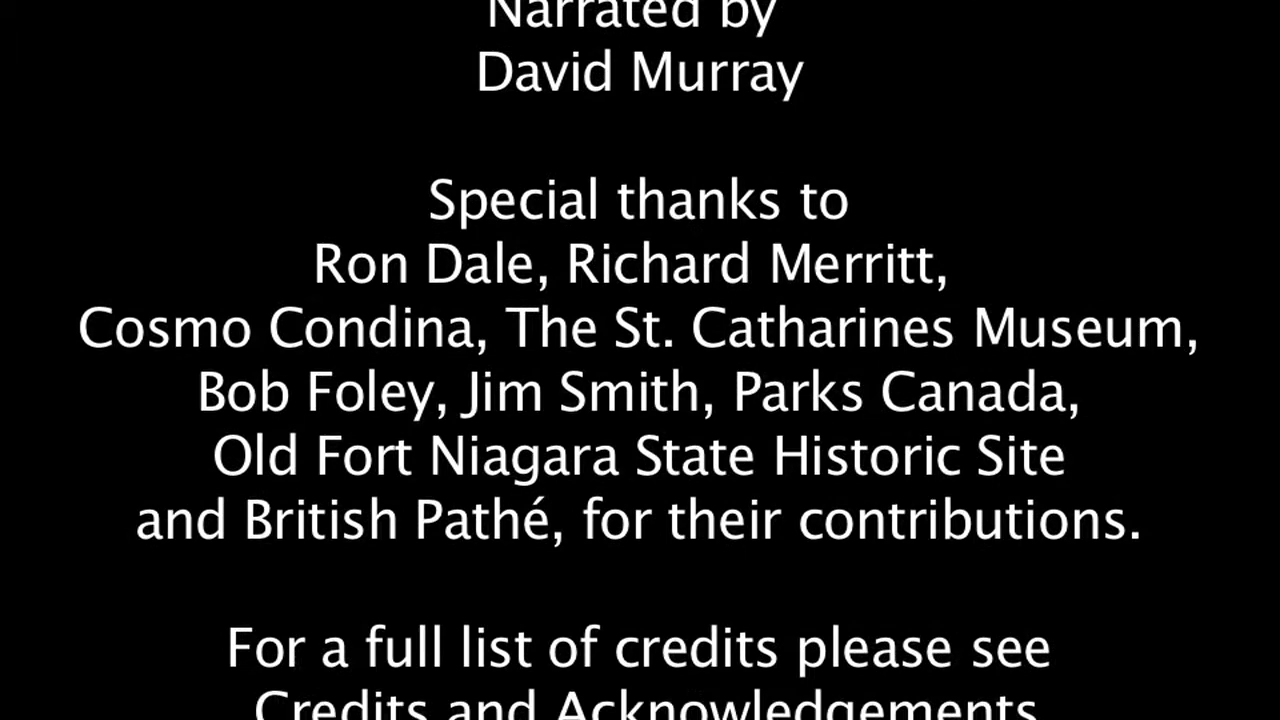 Narrated by
David Murray
Special thanks to
Ron Dale, Richard Merritt,
Cosmo Condina, The St. Catharines Museum,
Bob Foley, Jim Smith, Parks Canada,
Old Fort Niagara State Historic Site
and British Pathé, for their contributions.
For a full list of credits please see
Credits and Acknowledgements